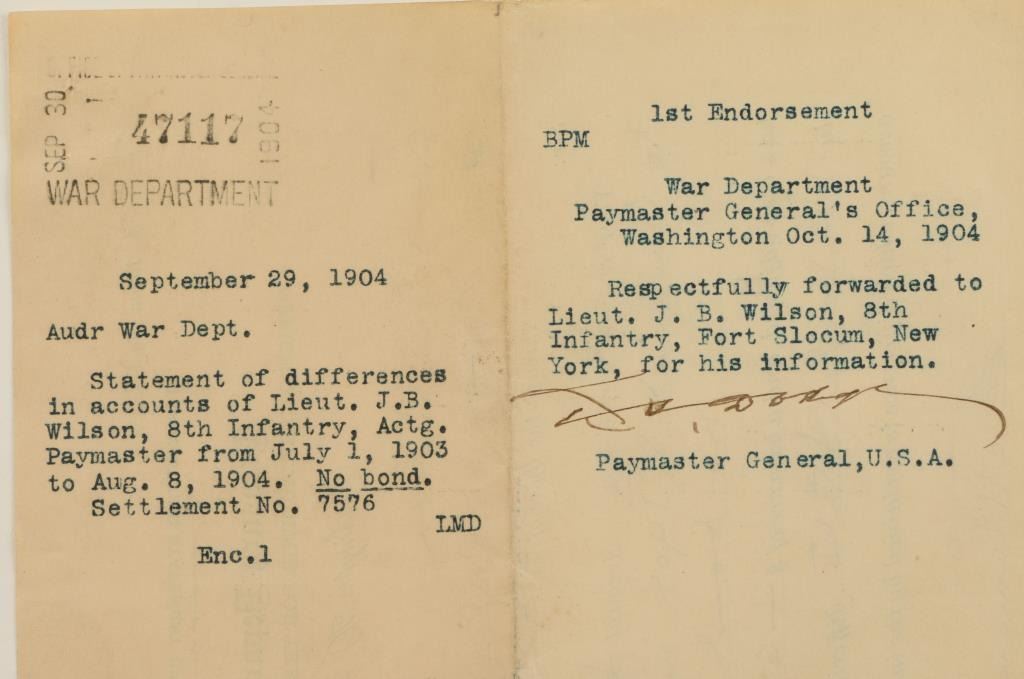 SEP 30
47117
1904
WAR DEPARTMENT
September 29, 1904
Audr War Dept.
Statement of differences
in accounts of Lieut. J.B.
Wilson, 8th Infantry, Actg.
Paymaster from July 1, 1903
to Aug. 8, 1904. No bond.
Settlement No. 7576
LMD
Enc.1
1st Endorsement
BPM
War Department
Paymaster General's Office,
Washington Oct. 14, 1904
Respectfully forwarded to
Lieut. J. B. Wilson, 8th
Infantry, Fort Slocum, New
York, for his information.
Paymaster General,U.S.A.